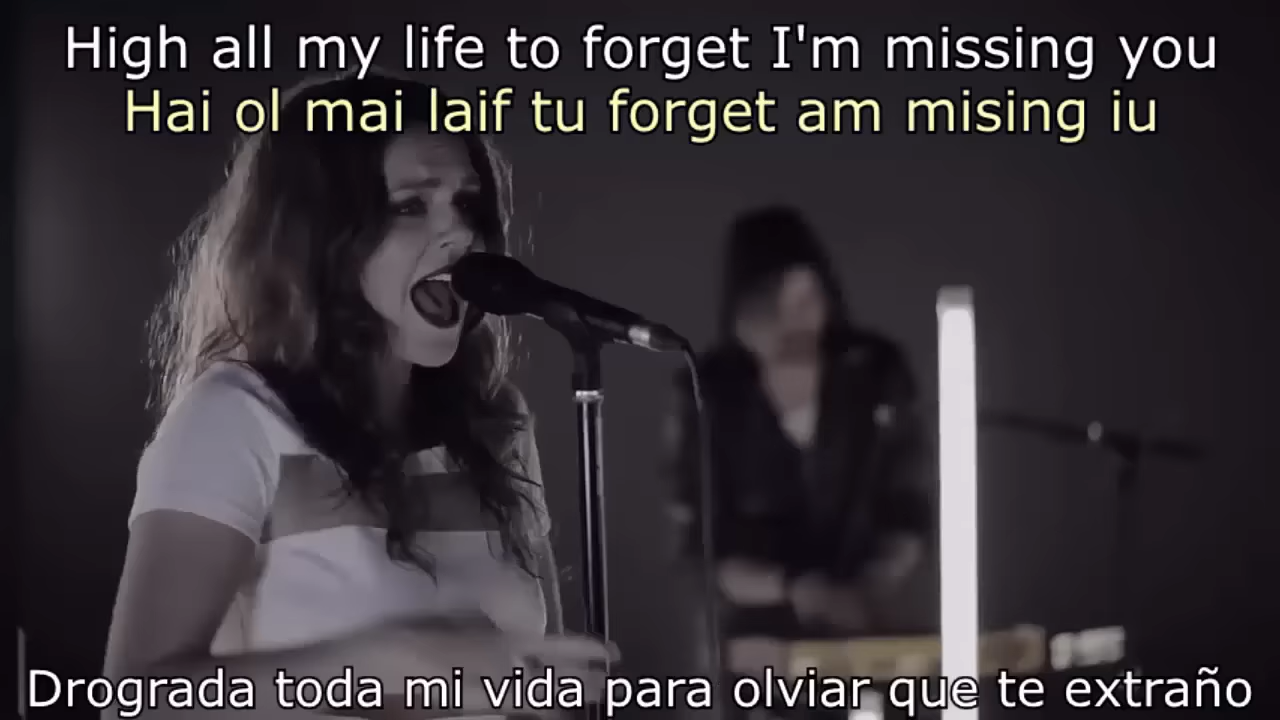 High all my life to forget I'm missing you
Hai ol mai laif tu forget am mising iu
Drograda toda mi vida para olviar que te extraño